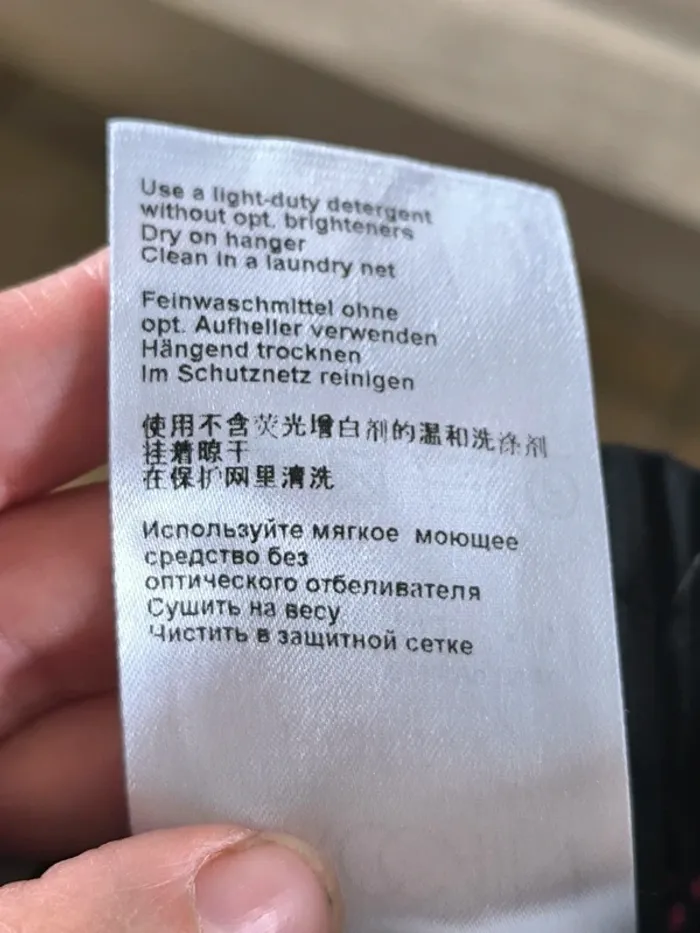 Use a light-duty detergent
without opt. brighteners
Dry on hanger
Clean in a laundry net
Feinwaschmittel ohne
opt. Aufheller verwenden
Hängend trocknen
Im Schutznetz reinigen
使用不含荧光增白剂的温和洗涤剂
挂着晾干
在保护网里清洗
Используйте мягкое моющее
средство без
оптического отбеливателя
Сушить на весу
Чистить в защитной сетке